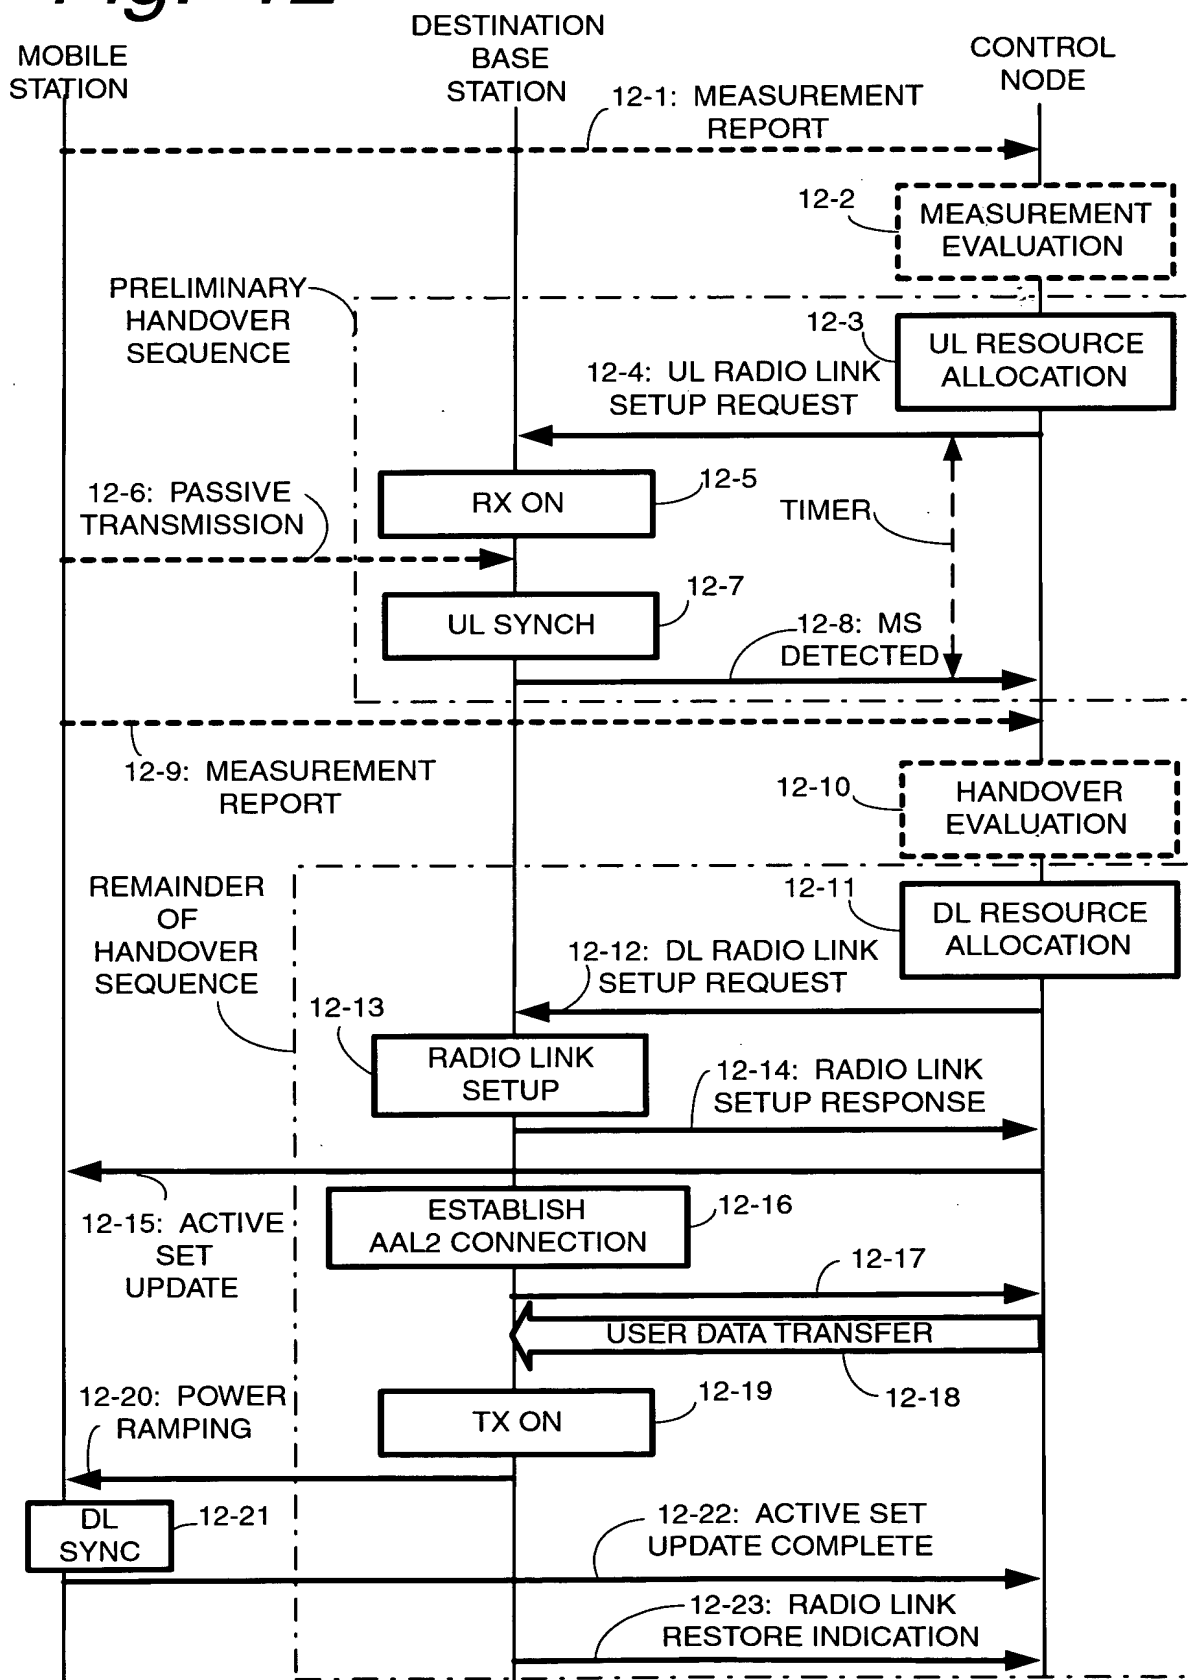 Fig. 12
MOBILE
STATION
DESTINATION
BASE
STATION
CONTROL
NODE
12-1: MEASUREMENT
REPORT
12-2
MEASUREMENT
EVALUATION
PRELIMINARY
HANDOVER
SEQUENCE
12-3
UL RESOURCE
ALLOCATION
12-4: UL RADIO LINK
SETUP REQUEST
12-5
RX ON
12-6: PASSIVE
TRANSMISSION
TIMER
12-7
UL SYNCH
12-8: MS
DETECTED
12-9: MEASUREMENT
REPORT
12-10
HANDOVER
EVALUATION
REMAINDER
OF
HANDOVER
SEQUENCE
12-11
DL RESOURCE
ALLOCATION
12-12: DL RADIO LINK
SETUP REQUEST
12-13
RADIO LINK
SETUP
12-14: RADIO LINK
SETUP RESPONSE
12-15: ACTIVE
SET
UPDATE
ESTABLISH
AAL2 CONNECTION
12-16
12-17
USER DATA TRANSFER
12-18
12-19
TX ON
12-20: POWER
RAMPING
DL
SYNC
12-21
12-22: ACTIVE SET
UPDATE COMPLETE
12-23: RADIO LINK
RESTORE INDICATION